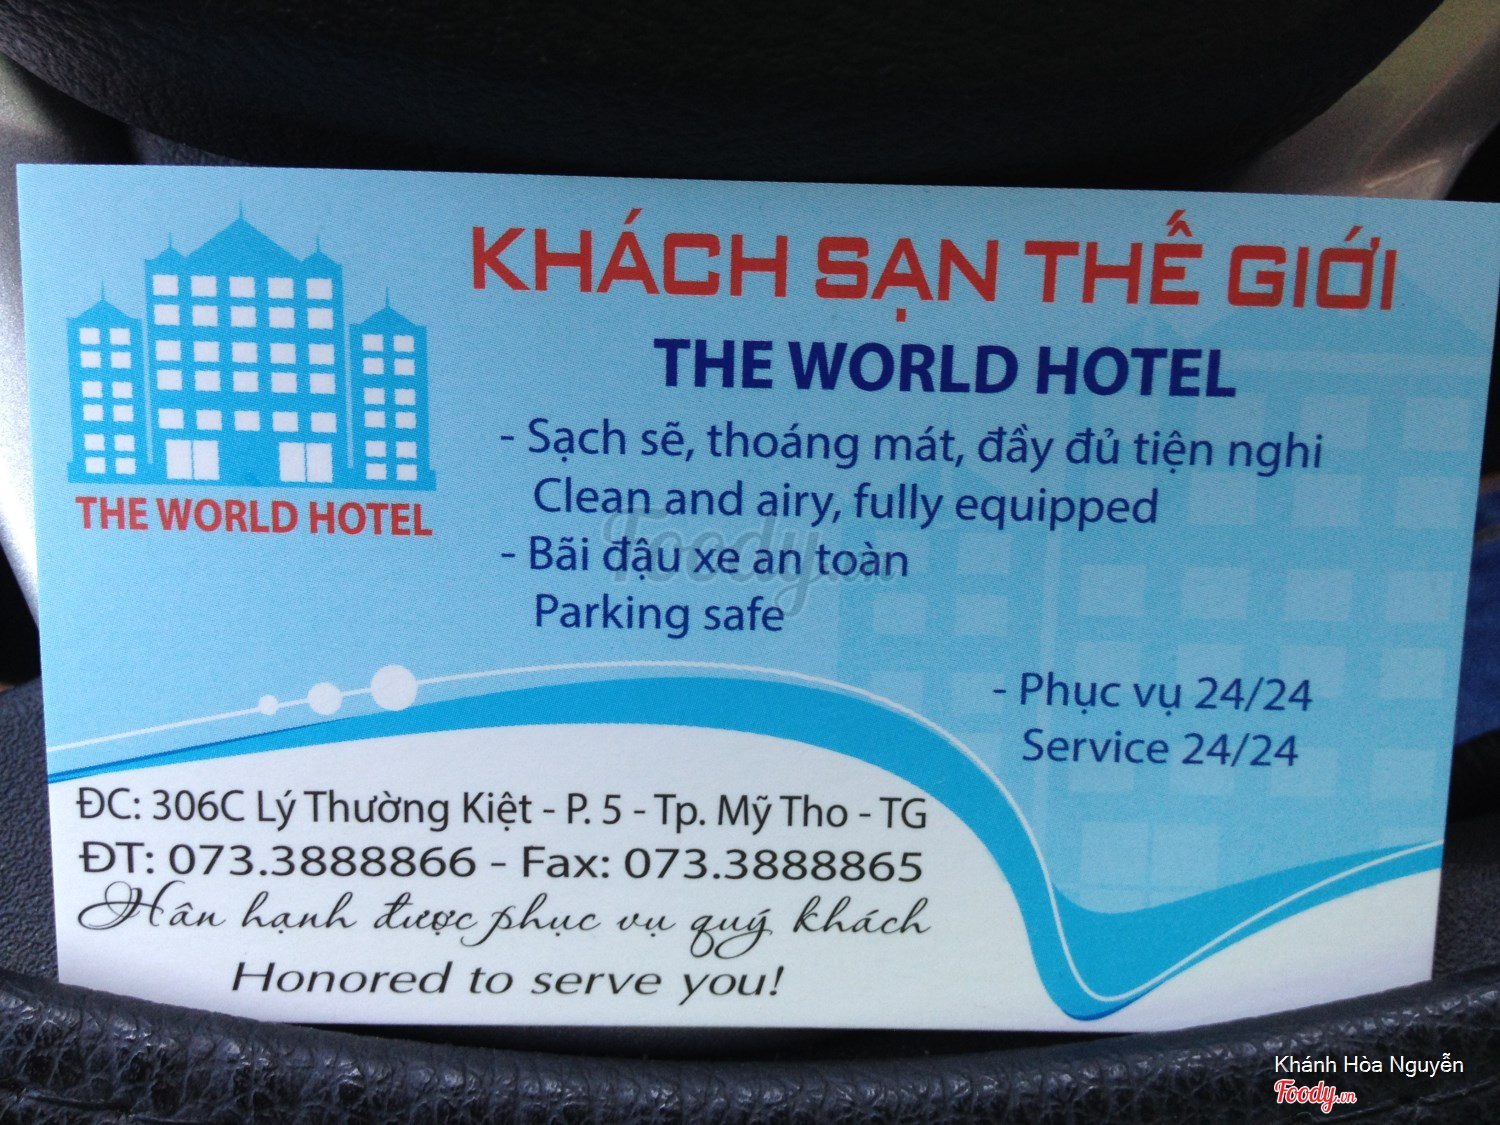 KHÁCH SẠN THẾ GIỚI
THE WORLD HOTEL
THE WORLD HOTEL
- Sạch sẽ, thoáng mát, đầy đủ tiện nghi
Clean and airy, fully equipped
- Bãi đậu xe an toàn
Parking safe
Foody.vn
- Phục vụ 24/24
Service 24/24
ĐC: 306C Lý Thường Kiệt - P. 5 - Tp. Mỹ Tho - TG
ĐT: 073.3888866 - Fax: 073.3888865
Hân hạnh được phục vụ quý khách
Honored to serve you!
Khánh Hòa Nguyễn
Foody.vn